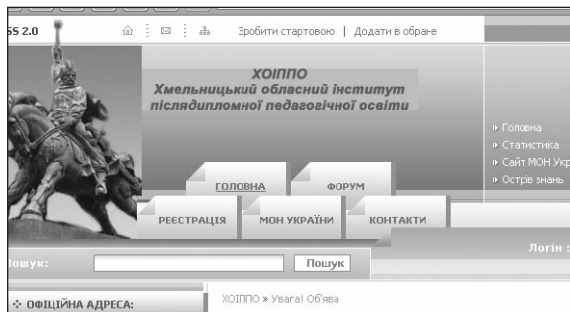 SS 2.0
Зробити стартовою | Додати в обране
ХОІППО
Хмельницький обласний інститут
післядипломної педагогічної освіти
» Головна
» Статистика
» Сайт МОН Укр
» Острів знань
ГОЛОВНА
ФОРУМ
РЕЄСТРАЦІЯ
МОН УКРАЇНИ
КОНТАКТИ
Логін :
Пошук:
Пошук
ОФІЦІЙНА АДРЕСА:
ХОІППО » Увага! Об'ява